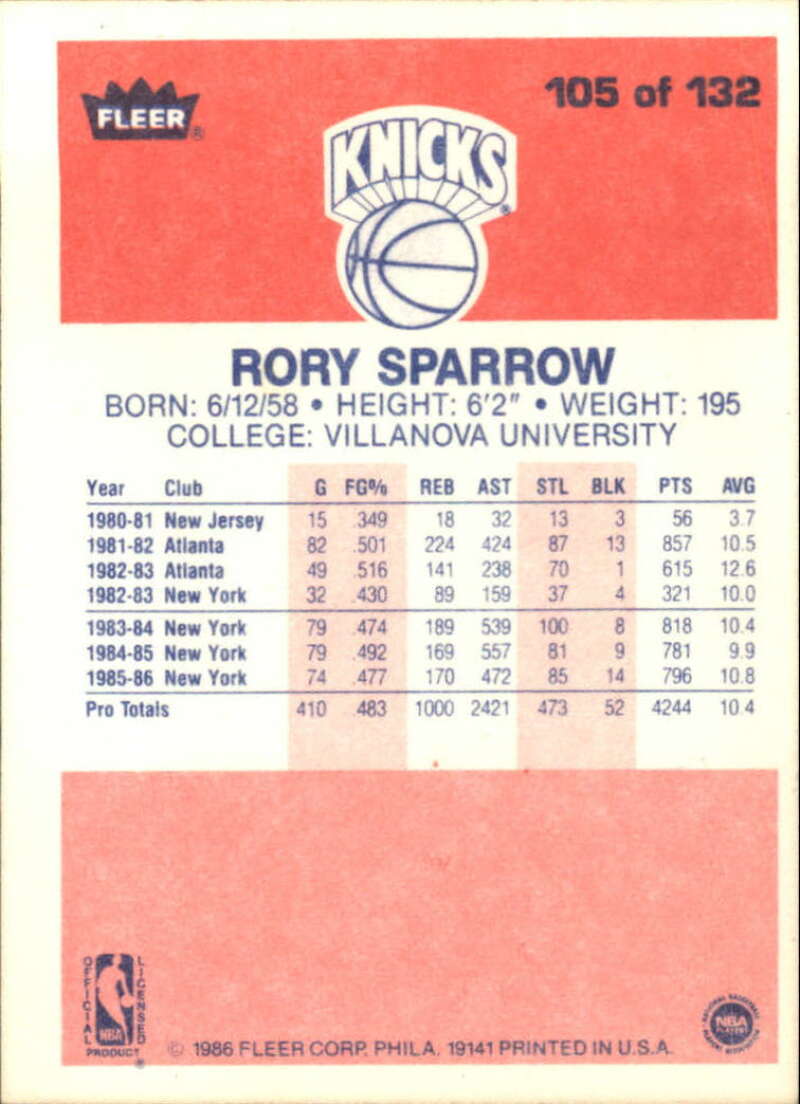 FLEER®
105 of 132
KNICKS®
RORY SPARROW
BORN: 6/12/58 • HEIGHT: 6'2" • WEIGHT: 195
COLLEGE: VILLANOVA UNIVERSITY
Year Club G FG% REB AST STL BLK PTS AVG
1980-81 New Jersey 15 .349 18 32 13 3 56 3.7
1981-82 Atlanta 82 .501 224 424 87 13 857 10.5
1982-83 Atlanta 49 .516 141 238 70 1 615 12.6
1982-83 New York 32 .430 89 159 37 4 321 10.0
1983-84 New York 79 .474 189 539 100 8 818 10.4
1984-85 New York 79 .492 169 557 81 9 781 9.9
1985-86 New York 74 .477 170 472 85 14 796 10.8
Pro Totals 410 .483 1000 2421 473 52 4244 10.4
OFFICIAL
LICENSED
NBA
PRODUCT®
NATIONAL BASKETBALL
NBA
PLAYERS
ASSOCIATION
© 1986 FLEER CORP. PHILA. 19141 PRINTED IN U.S.A.